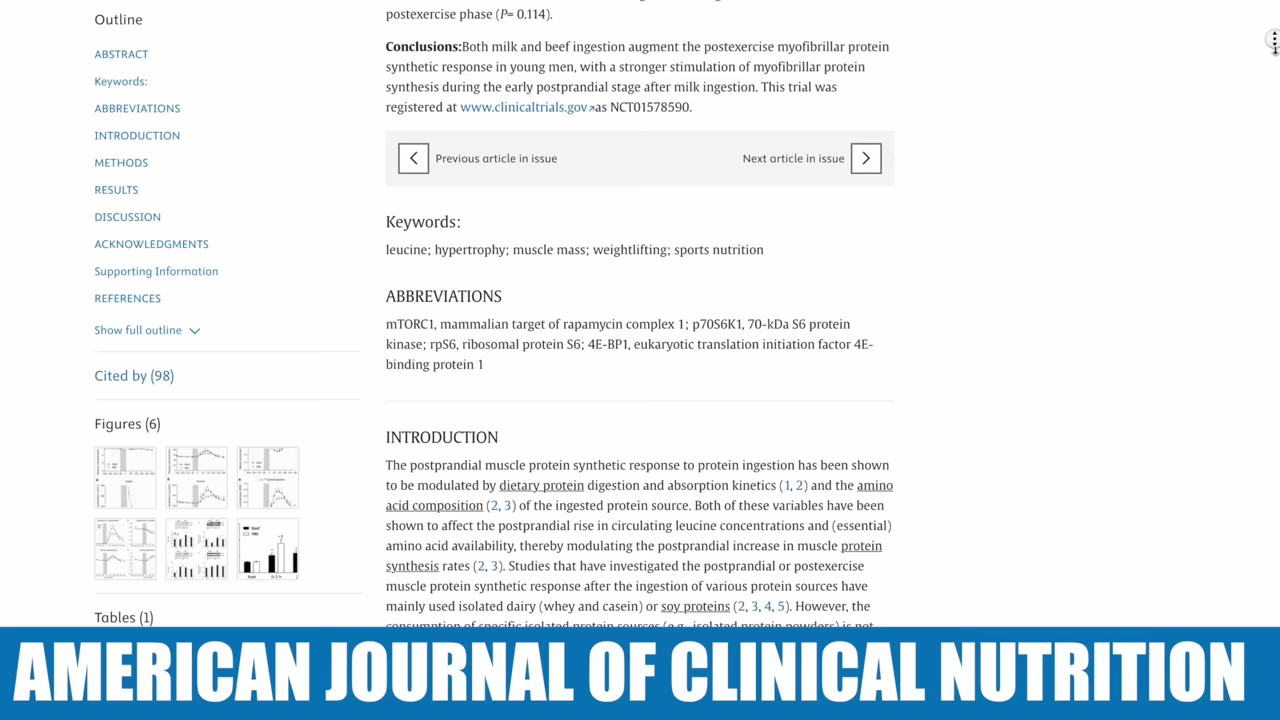 Outline
ABSTRACT
Keywords:
ABBREVIATIONS
INTRODUCTION
METHODS
RESULTS
DISCUSSION
ACKNOWLEDGMENTS
Supporting Information
REFERENCES
Show full outline
Cited by (98)
Figures (6)
Tables (1)
postexercise phase (P= 0.114).
Conclusions:Both milk and beef ingestion augment the postexercise myofibrillar protein
synthetic response in young men, with a stronger stimulation of myofibrillar protein
synthesis during the early postprandial stage after milk ingestion. This trial was
registered at www.clinicaltrials.gov↗as NCT01578590.
Previous article in issue
Next article in issue
Keywords:
leucine; hypertrophy; muscle mass; weightlifting; sports nutrition
ABBREVIATIONS
mTORC1, mammalian target of rapamycin complex 1; p70S6K1, 70-kDa S6 protein
kinase; rpS6, ribosomal protein S6; 4E-BP1, eukaryotic translation initiation factor 4E-
binding protein 1
INTRODUCTION
The postprandial muscle protein synthetic response to protein ingestion has been shown
to be modulated by dietary protein digestion and absorption kinetics (1, 2) and the amino
acid composition (2, 3) of the ingested protein source. Both of these variables have been
shown to affect the postprandial rise in circulating leucine concentrations and (essential)
amino acid availability, thereby modulating the postprandial increase in muscle protein
synthesis rates (2, 3). Studies that have investigated the postprandial or postexercise
muscle protein synthetic response after the ingestion of various protein sources have
mainly used isolated dairy (whey and casein) or soy proteins (2, 3, 4, 5). However, the
consumption of specific isolated protein sources (e.g., isolated protein powders) is not
AMERICAN JOURNAL OF CLINICAL NUTRITION